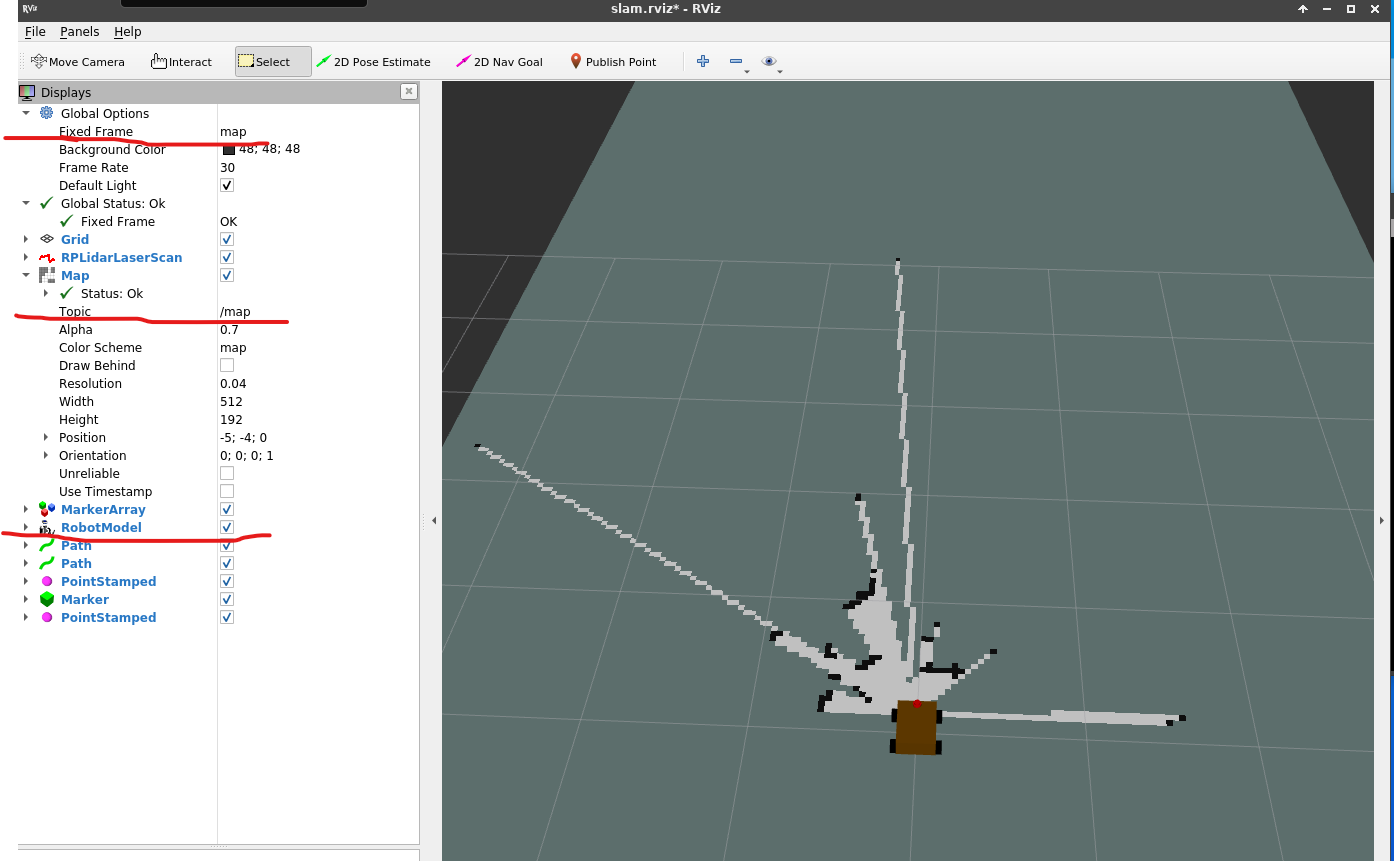 RViz
slam.rviz* - RViz
File Panels Help
Move Camera Interact Select 2D Pose Estimate 2D Nav Goal Publish Point
Displays
Global Options
Fixed Frame map
Background Color 48; 48; 48
Frame Rate 30
Default Light
Global Status: Ok
Fixed Frame OK
Grid
RPLidarLaserScan
Map
Status: Ok
Topic /map
Alpha 0.7
Color Scheme map
Draw Behind
Resolution 0.04
Width 512
Height 192
Position -5; -4; 0
Orientation 0; 0; 0; 1
Unreliable
Use Timestamp
MarkerArray
RobotModel
Path
Path
PointStamped
Marker
PointStamped